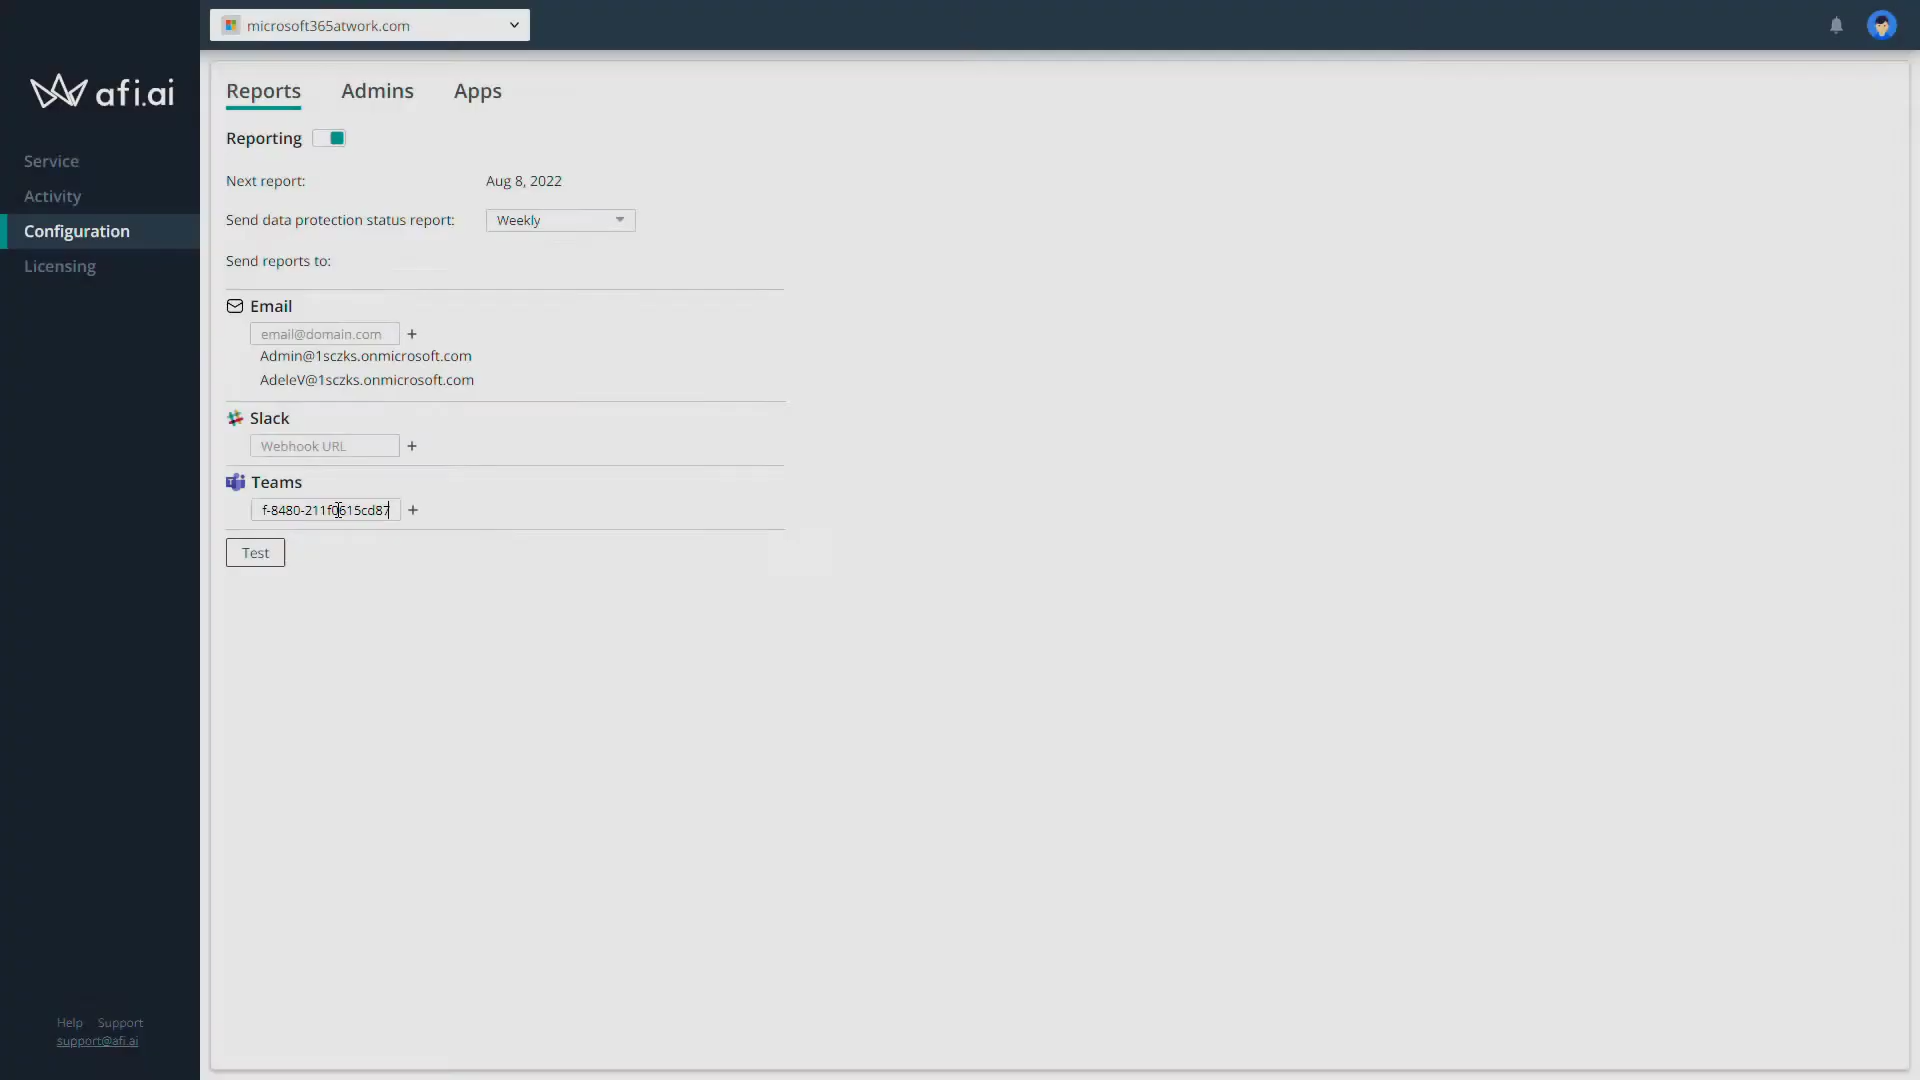 microsoft365atwork.com
afi.ai
Service
Activity
Configuration
Licensing
Help Support
support@afi.ai
Reports Admins Apps
Reporting
Next report: Aug 8, 2022
Send data protection status report: Weekly
Send reports to:
Email
email@domain.com +
Admin@1sczks.onmicrosoft.com
AdeleV@1sczks.onmicrosoft.com
Slack
Webhook URL +
Teams
f-8480-211f0615cd87 +
Test